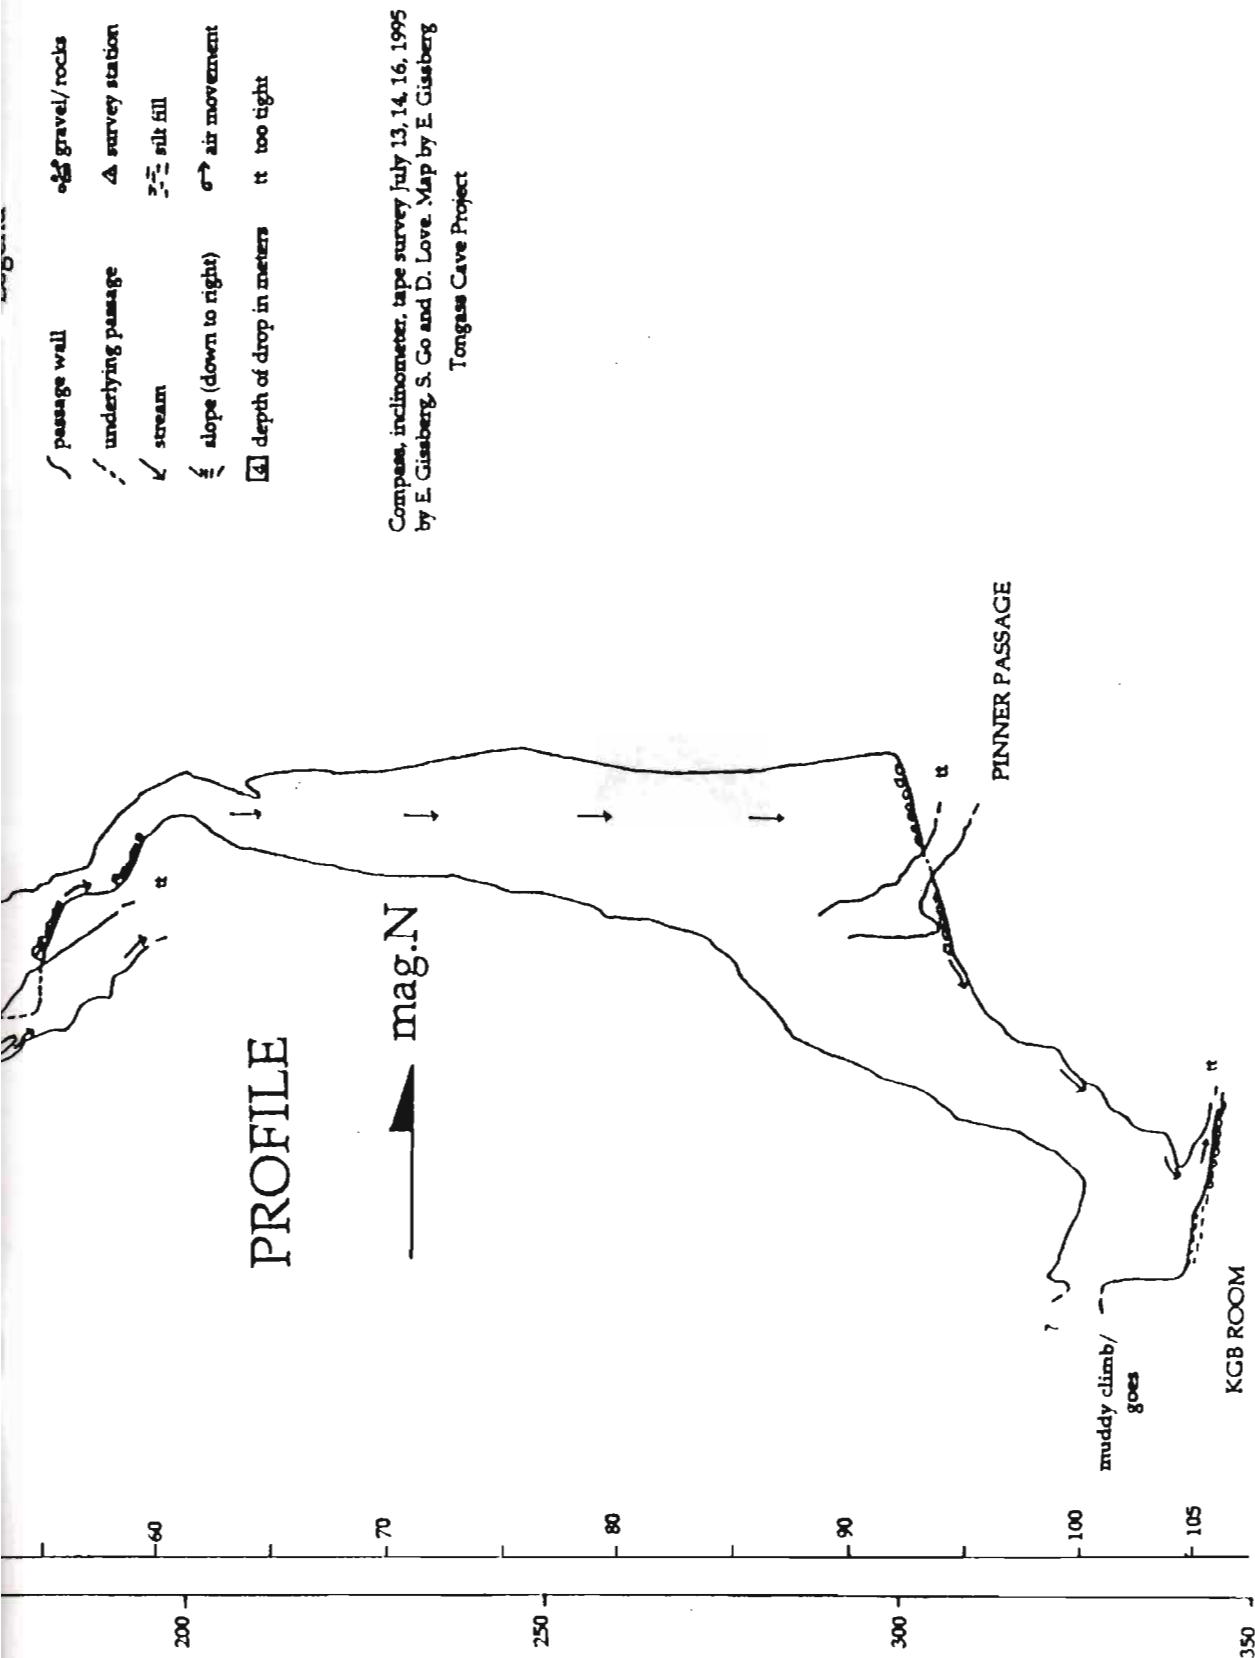 passage wall
gravel/rocks
underlying passage
survey station
stream
silt fill
slope (down to right)
air movement
4 depth of drop in meters
tt too tight
Compass, inclinometer, tape survey July 13, 14, 16, 1995
by E. Gissberg, S. Go and D. Love. Map by E. Gissberg
Tongass Cave Project
tt
PROFILE
mag.N
tt
PINNER PASSAGE
tt
?
muddy climb/
goes
KGB ROOM
60
70
80
90
100
105
200
250
300
350